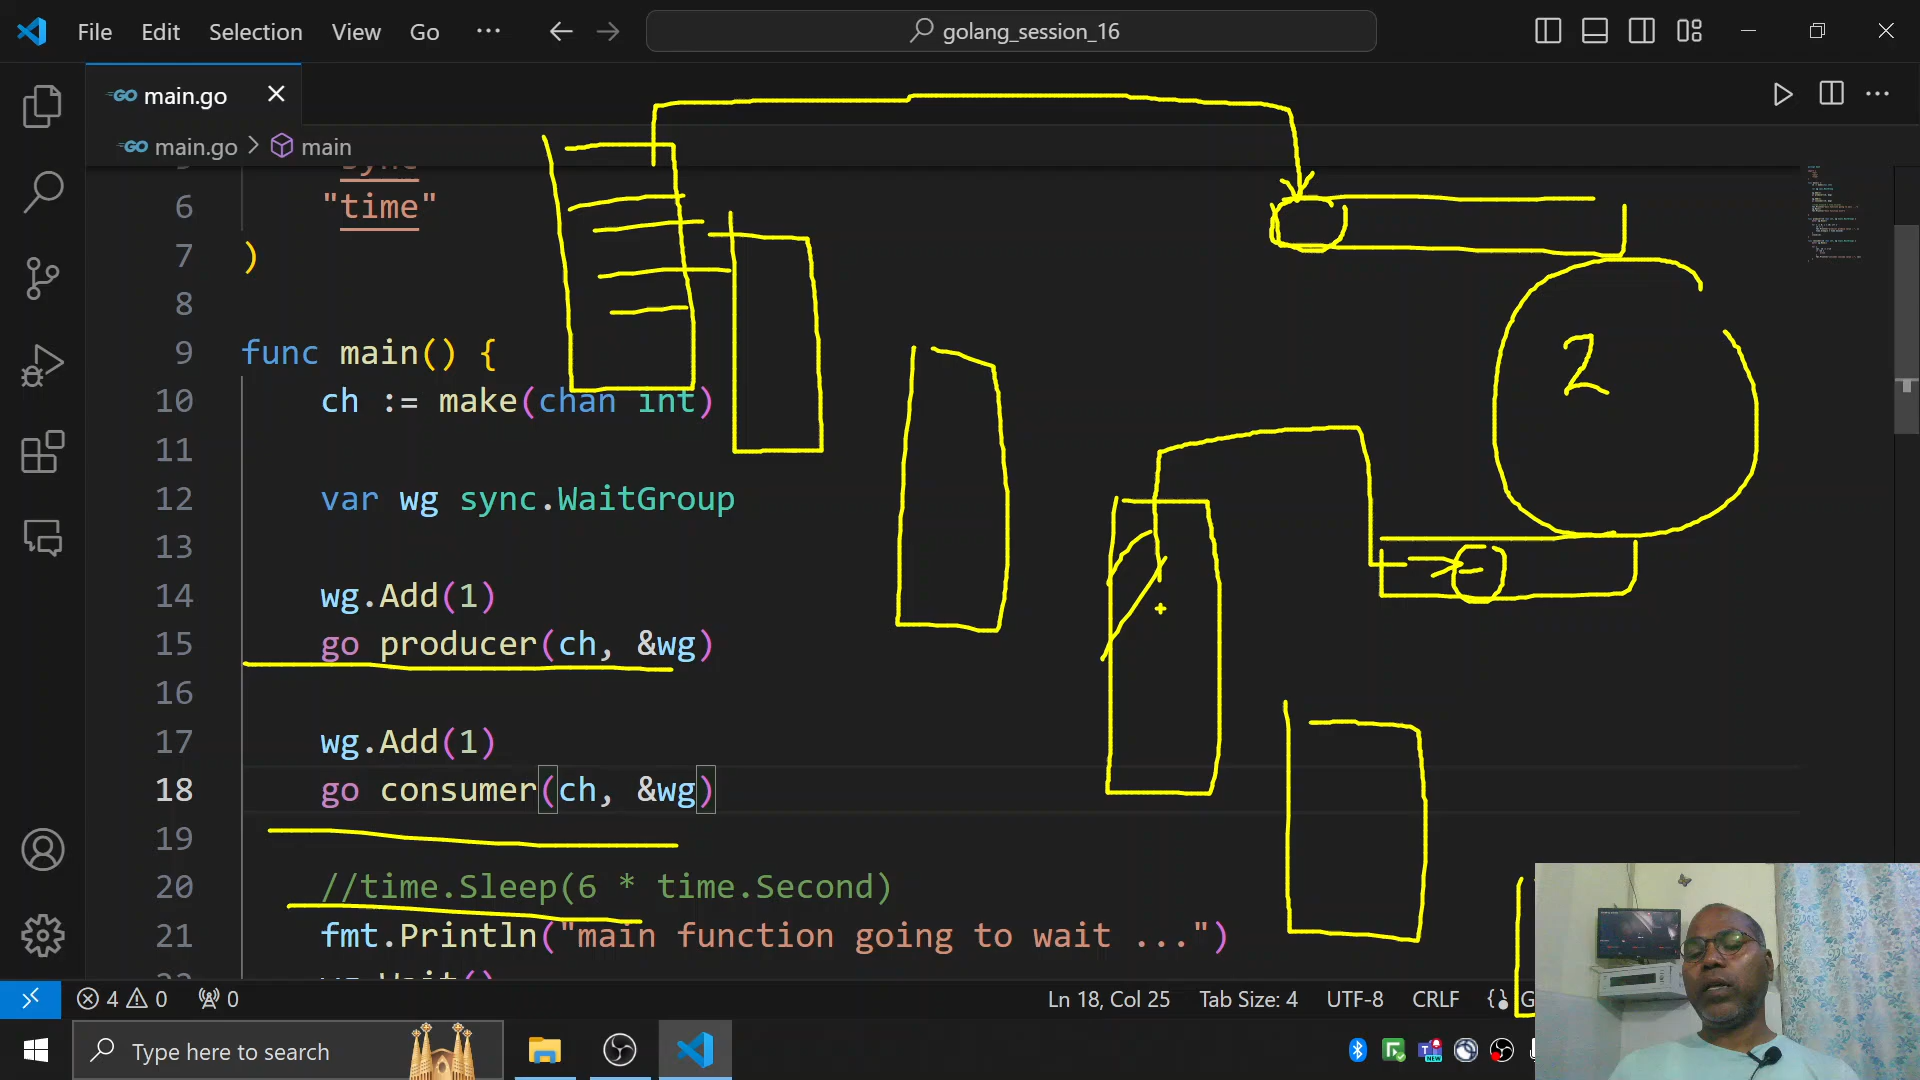 File Edit Selection View Go ··· golang_session_16
main.go
main.go > main
6 "time"
7 )
8
9 func main() {
10 ch := make(chan int)
11
12 var wg sync.WaitGroup
13
14 wg.Add(1)
15 go producer(ch, &wg)
16
17 wg.Add(1)
18 go consumer(ch, &wg)
19
20 //time.Sleep(6 * time.Second)
21 fmt.Println("main function going to wait ...")
2
4 0 0 Ln 18, Col 25 Tab Size: 4 UTF-8 CRLF {} G
Type here to search
NEW